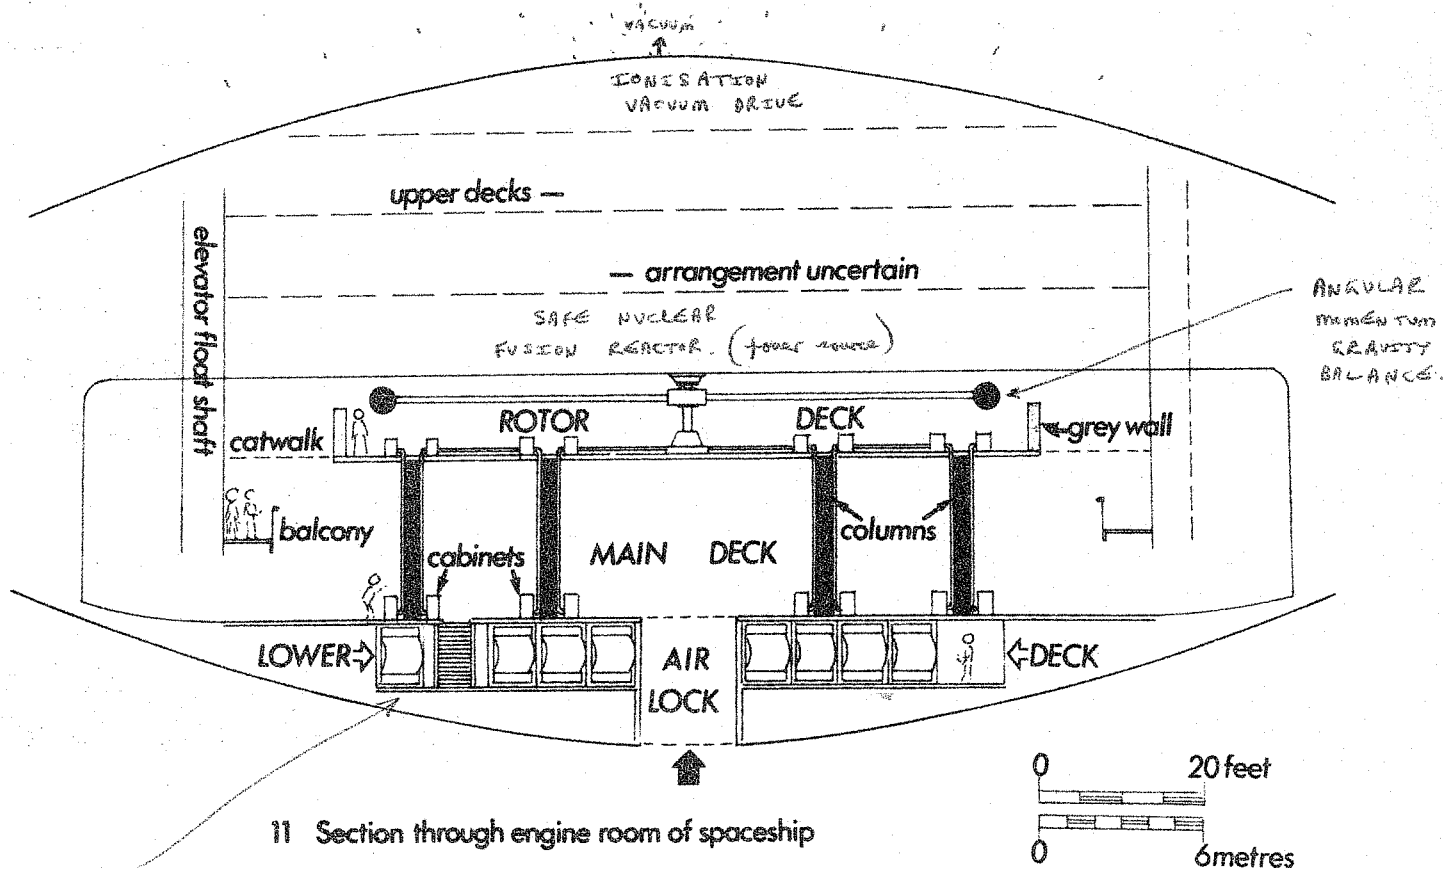 VACUUM
IONISATION
VACUUM DRIVE
upper decks —
— arrangement uncertain
elevator float shaft
SAFE NUCLEAR
FUSION REACTOR. (
ANGULAR
MOMENTUM
GRAVITY
BALANCE.
ROTOR DECK
catwalk
grey wall
balcony
columns
cabinets
MAIN DECK
LOWER
AIR
LOCK
DECK
0 20 feet
11 Section through engine room of spaceship
0 6 metres